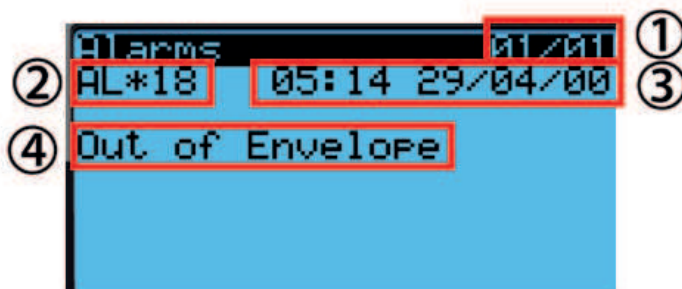 Alarms 01/01 ①
② AL*18 05:14 29/04/00 ③
④ Out of Envelope